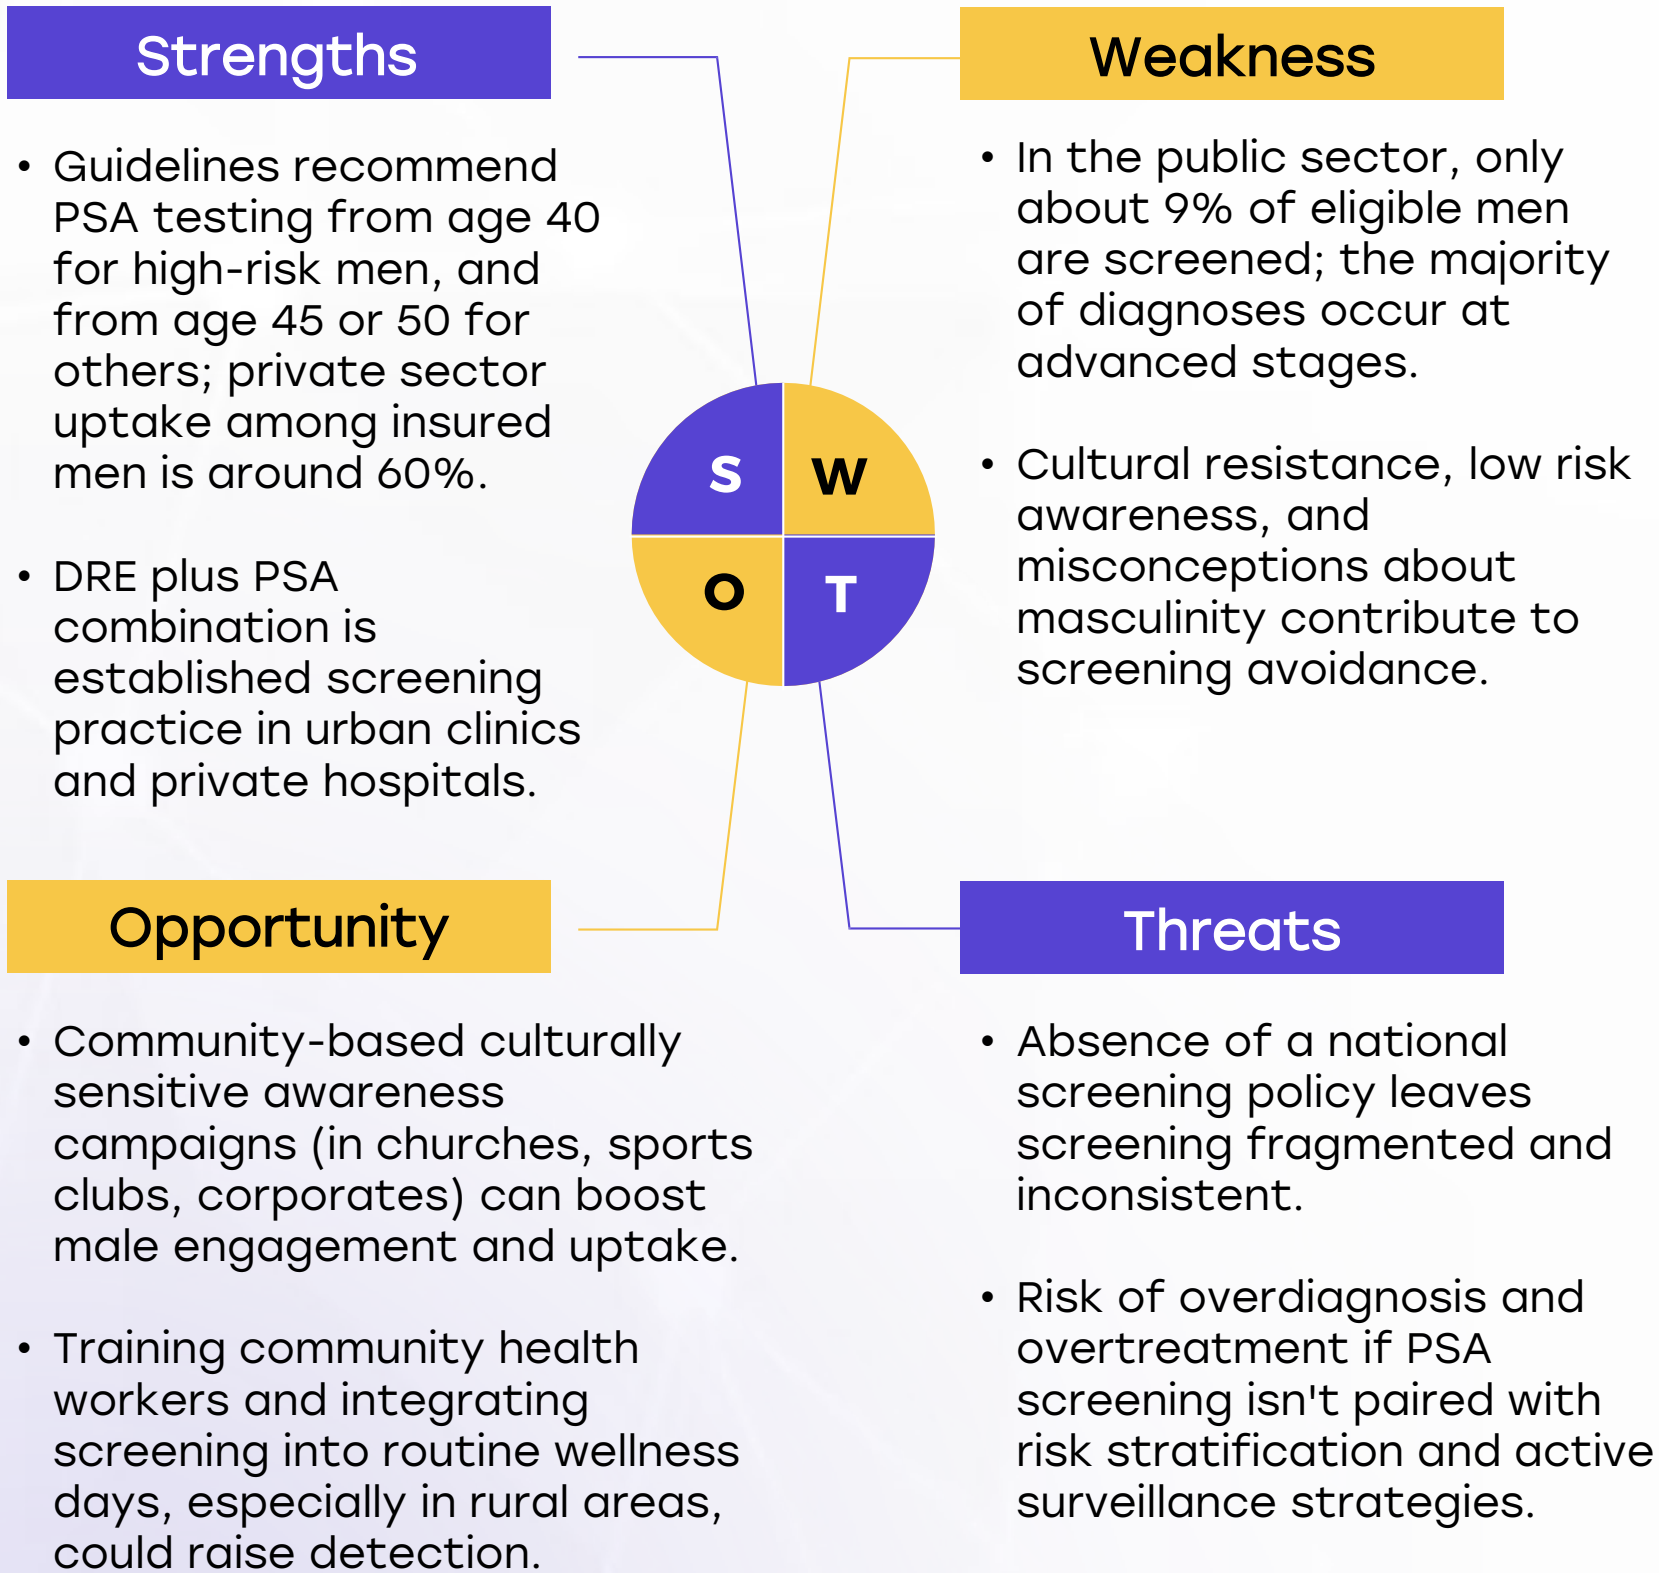 Strengths
• Guidelines recommend
PSA testing from age 40
for high-risk men, and
from age 45 or 50 for
others; private sector
uptake among insured
men is around 60%.
• DRE plus PSA
combination is
established screening
practice in urban clinics
and private hospitals.
Weakness
• In the public sector, only
about 9% of eligible men
are screened; the majority
of diagnoses occur at
advanced stages.
• Cultural resistance, low risk
awareness, and
misconceptions about
masculinity contribute to
screening avoidance.
S
W
O
T
Opportunity
• Community-based culturally
sensitive awareness
campaigns (in churches, sports
clubs, corporates) can boost
male engagement and uptake.
• Training community health
workers and integrating
screening into routine wellness
days, especially in rural areas,
could raise detection.
Threats
• Absence of a national
screening policy leaves
screening fragmented and
inconsistent.
• Risk of overdiagnosis and
overtreatment if PSA
screening isn't paired with
risk stratification and active
surveillance strategies.